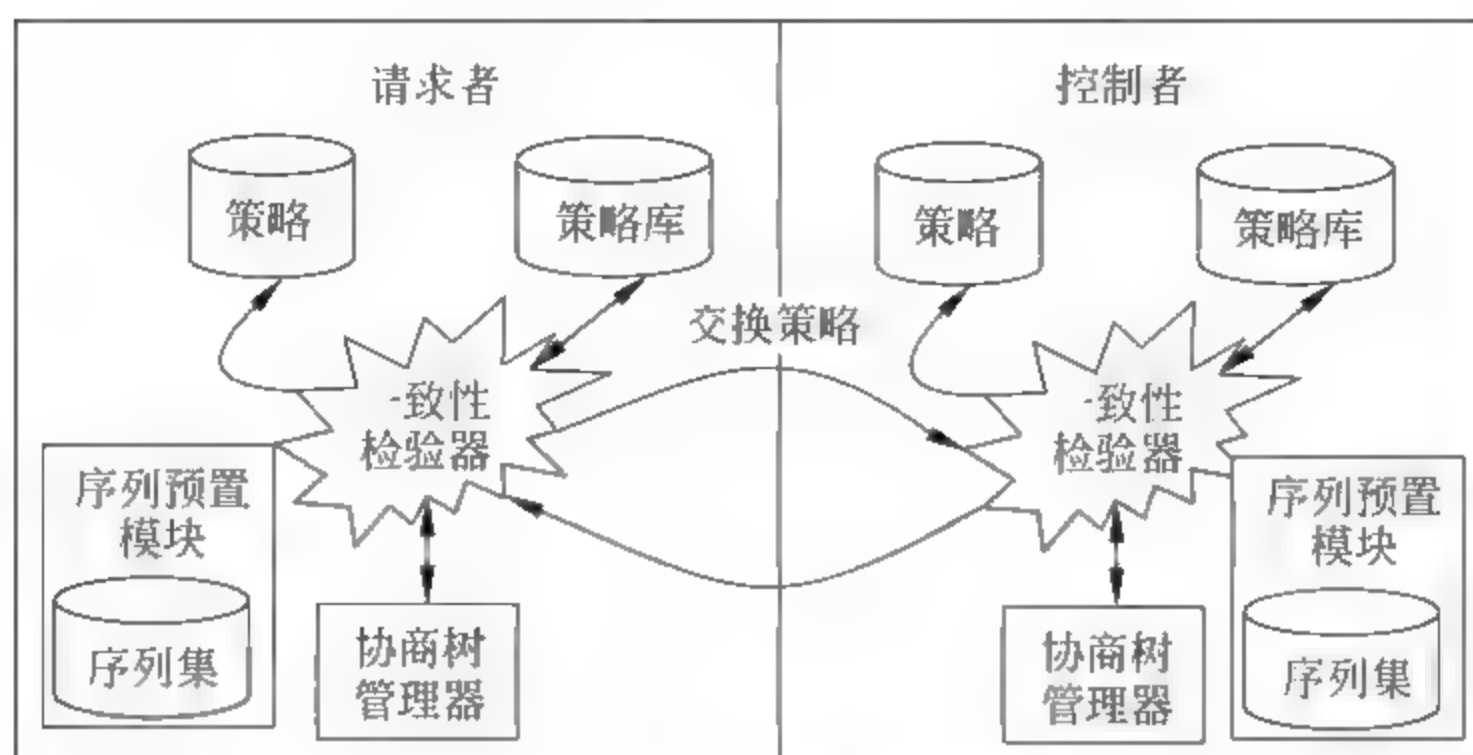 请求者
控制者
策略
策略库
策略
策略库
交换策略
一致性
检验器
一致性
检验器
序列预置
模块
序列集
协商树
管理器
协商树
管理器
序列预置
模块
序列集